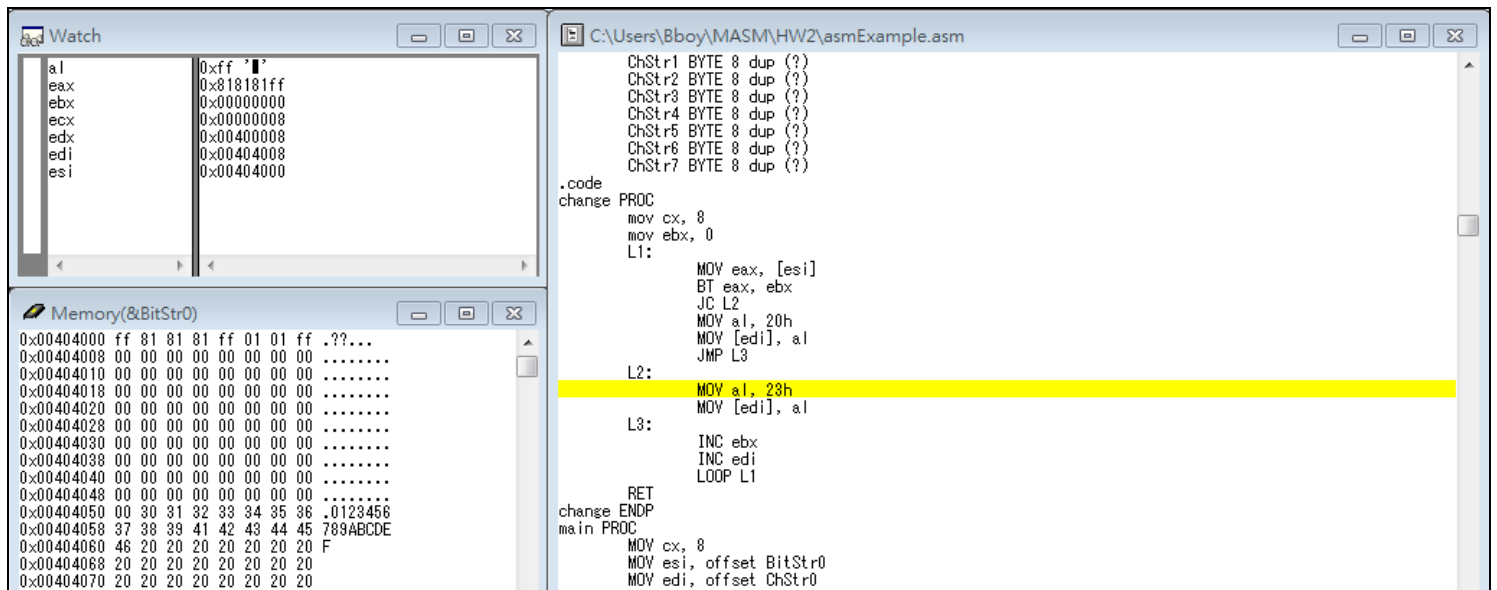 Watch
al 0xff '▮'
eax 0x818181ff
ebx 0x00000000
ecx 0x00000008
edx 0x00400008
edi 0x00404008
esi 0x00404000
Memory(&BitStr0)
0x00404000 ff 81 81 81 ff 01 01 ff .??...
0x00404008 00 00 00 00 00 00 00 00 ........
0x00404010 00 00 00 00 00 00 00 00 ........
0x00404018 00 00 00 00 00 00 00 00 ........
0x00404020 00 00 00 00 00 00 00 00 ........
0x00404028 00 00 00 00 00 00 00 00 ........
0x00404030 00 00 00 00 00 00 00 00 ........
0x00404038 00 00 00 00 00 00 00 00 ........
0x00404040 00 00 00 00 00 00 00 00 ........
0x00404048 00 00 00 00 00 00 00 00 ........
0x00404050 00 30 31 32 33 34 35 36 .0123456
0x00404058 37 38 39 41 42 43 44 45 789ABCDE
0x00404060 46 20 20 20 20 20 20 20 F
0x00404068 20 20 20 20 20 20 20 20
0x00404070 20 20 20 20 20 20 20 20
C:\Users\Bboy\MASM\HW2\asmExample.asm
ChStr1 BYTE 8 dup (?)
ChStr2 BYTE 8 dup (?)
ChStr3 BYTE 8 dup (?)
ChStr4 BYTE 8 dup (?)
ChStr5 BYTE 8 dup (?)
ChStr6 BYTE 8 dup (?)
ChStr7 BYTE 8 dup (?)
.code
change PROC
mov cx, 8
mov ebx, 0
L1:
MOV eax, [esi]
BT eax, ebx
JC L2
MOV al, 20h
MOV [edi], al
JMP L3
L2:
MOV al, 23h
MOV [edi], al
L3:
INC ebx
INC edi
LOOP L1
RET
change ENDP
main PROC
MOV cx, 8
MOV esi, offset BitStr0
MOV edi, offset ChStr0